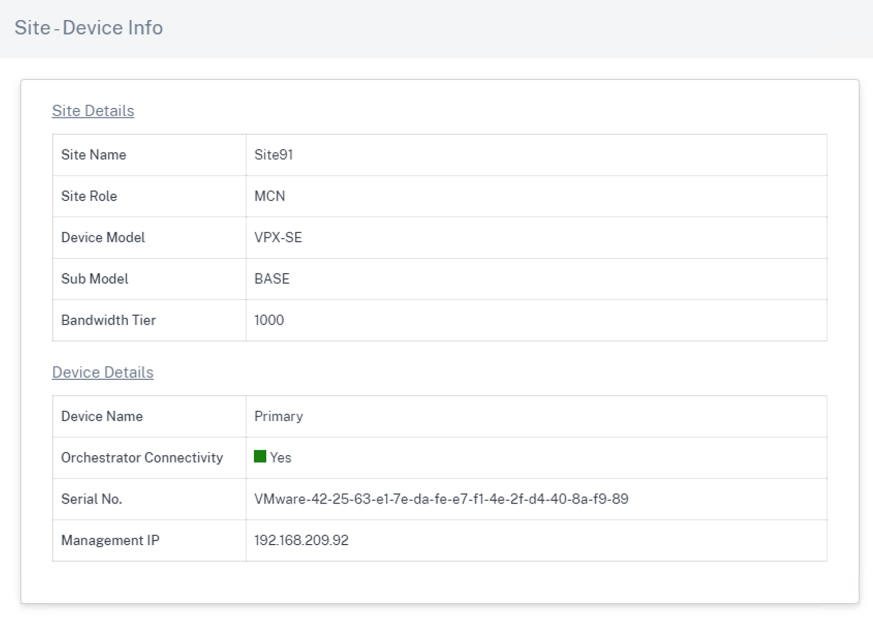 Site - Device Info
Site Details
Site Name Site91
Site Role MCN
Device Model VPX-SE
Sub Model BASE
Bandwidth Tier 1000
Device Details
Device Name Primary
Orchestrator Connectivity Yes
Serial No. VMware-42-25-63-e1-7e-da-fe-e7-f1-4e-2f-d4-40-8a-f9-89
Management IP 192.168.209.92